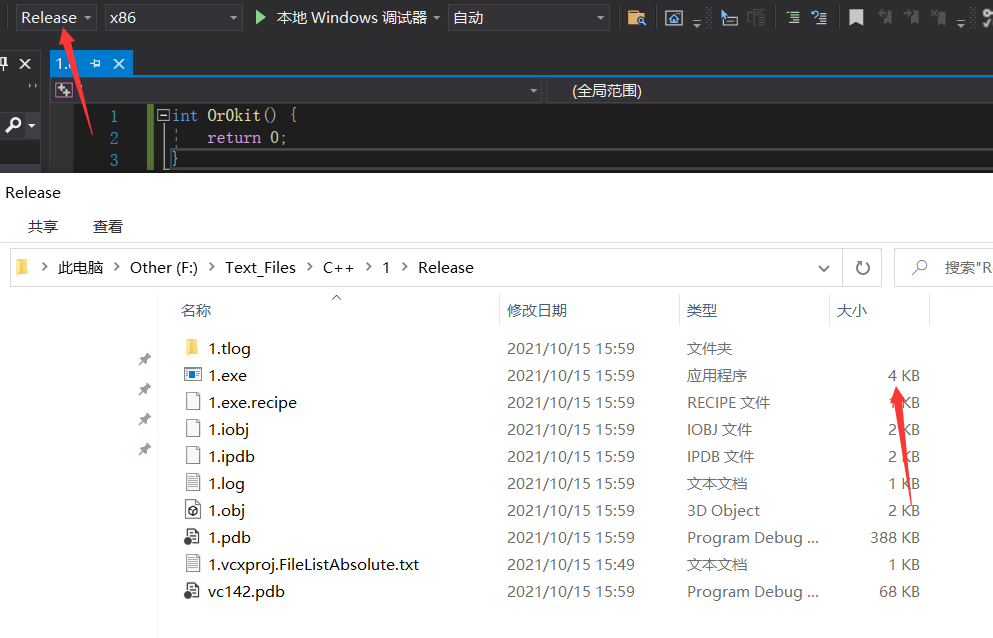 Release x86 本地 Windows 调试器 自动
1.
(全局范围)
1 int Or0kit() {
2 return 0;
3 }
Release
共享 查看
此电脑 Other (F:) Text_Files C++ 1 Release 搜索"R
名称 修改日期 类型 大小
1.tlog 2021/10/15 15:59 文件夹
1.exe 2021/10/15 15:59 应用程序 4 KB
1.exe.recipe 2021/10/15 15:59 RECIPE 文件 KB
1.iobj 2021/10/15 15:59 IOBJ 文件 2 KB
1.ipdb 2021/10/15 15:59 IPDB 文件 2 KB
1.log 2021/10/15 15:59 文本文档 1 KB
1.obj 2021/10/15 15:59 3D Object 2 KB
1.pdb 2021/10/15 15:59 Program Debug ... 388 KB
1.vcxproj.FileListAbsolute.txt 2021/10/15 15:49 文本文档 1 KB
vc142.pdb 2021/10/15 15:59 Program Debug ... 68 KB